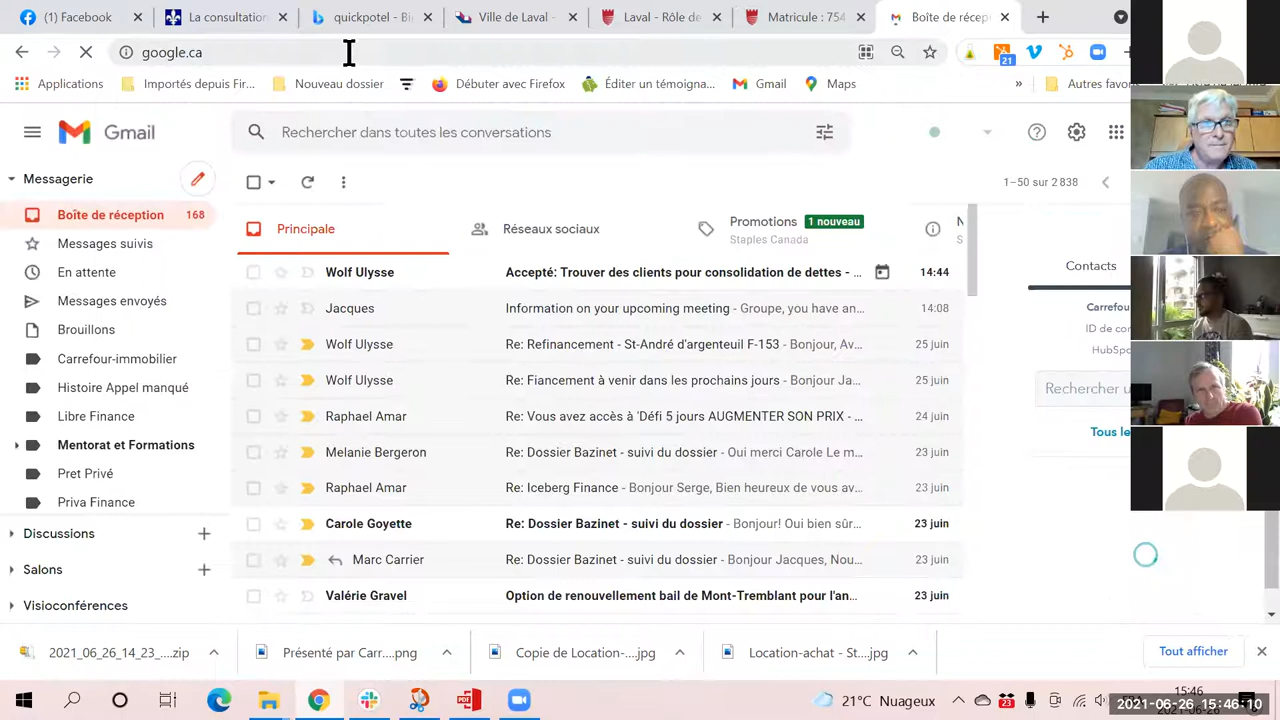 (1) Facebook
La consultation
quickpotel - Bi
Ville de Laval -
Laval - Rôle de
Matricule : 754
Boîte de récep
google.ca
21
Applications
Importés depuis Fir...
Nouveau dossier
Débuter avec Firefox
Éditer un témoigna...
Gmail
Maps
»
Autres favoris
Gmail
Rechercher dans toutes les conversations
Messagerie
1–50 sur 2 838
Boîte de réception 168
Messages suivis
En attente
Messages envoyés
Brouillons
Carrefour-immobilier
Histoire Appel manqué
Libre Finance
Mentorat et Formations
Pret Privé
Priva Finance
Discussions
Salons
Visioconférences
Principale
Réseaux sociaux
Promotions 1 nouveau
Staples Canada
N
S
Wolf Ulysse Accepté: Trouver des clients pour consolidation de dettes - ... 14:44
Jacques Information on your upcoming meeting - Groupe, you have an... 14:08
Wolf Ulysse Re: Refinancement - St-André d'argenteuil F-153 - Bonjour, Av... 25 juin
Wolf Ulysse Re: Fiancement à venir dans les prochains jours - Bonjour Ja... 25 juin
Raphael Amar Re: Vous avez accès à 'Défi 5 jours AUGMENTER SON PRIX - ... 24 juin
Melanie Bergeron Re: Dossier Bazinet - suivi du dossier - Oui merci Carole Le m... 23 juin
Raphael Amar Re: Iceberg Finance - Bonjour Serge, Bien heureux de vous av... 23 juin
Carole Goyette Re: Dossier Bazinet - suivi du dossier - Bonjour! Oui bien sûr... 23 juin
Marc Carrier Re: Dossier Bazinet - suivi du dossier - Bonjour Jacques, Nou... 23 juin
Valérie Gravel Option de renouvellement bail de Mont-Tremblant pour l'an... 23 juin
Contacts
Carrefou
ID de con
HubSpo
Rechercher u
Tous le
2021_06_26_14_23_....zip
Présenté par Carr....png
Copie de Location-....jpg
Location-achat - St....jpg
Tout afficher
21°C Nuageux
23
15:46
2021-06-26 15:46:10